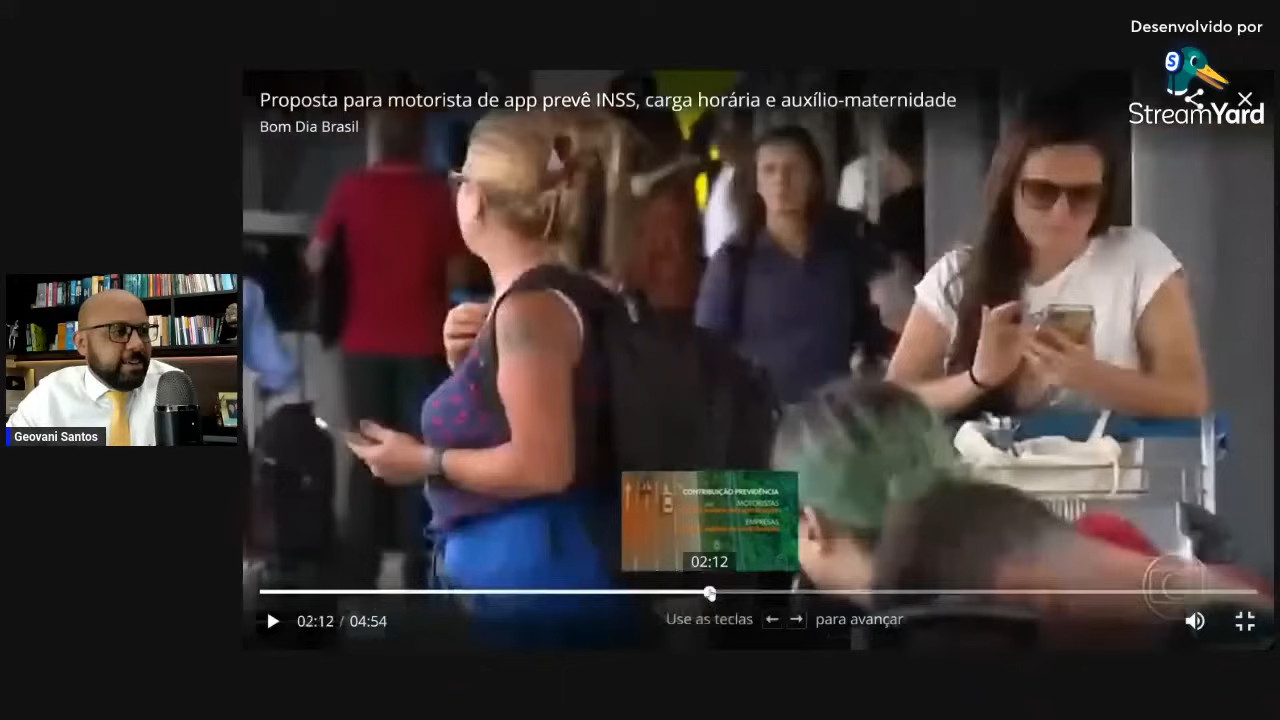 Desenvolvido por
S
StreamYard
Proposta para motorista de app prevê INSS, carga horária e auxílio-maternidade
Bom Dia Brasil
Geovani Santos
CONTRIBUIÇÃO PREVIDÊNCIA
MOTORISTAS
EMPRESAS
02:12
02:12 / 04:54
Use as teclas ← → para avançar